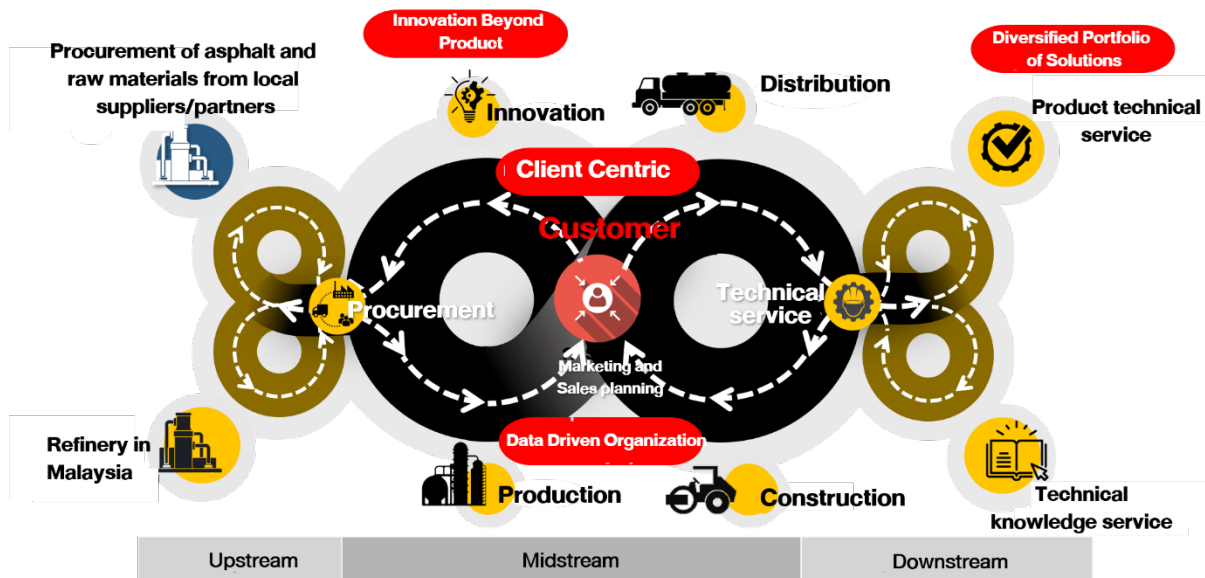 Innovation Beyond
Product
Procurement of asphalt and
raw materials from local
suppliers/partners
Diversified Portfolio
of Solutions
Innovation
Distribution
Product technical
service
Client Centric
Customer
Procurement
Technical
service
Marketing and
Sales planning
Data Driven Organization
Refinery in
Malaysia
Production
Construction
Technical
knowledge service
Upstream
Midstream
Downstream